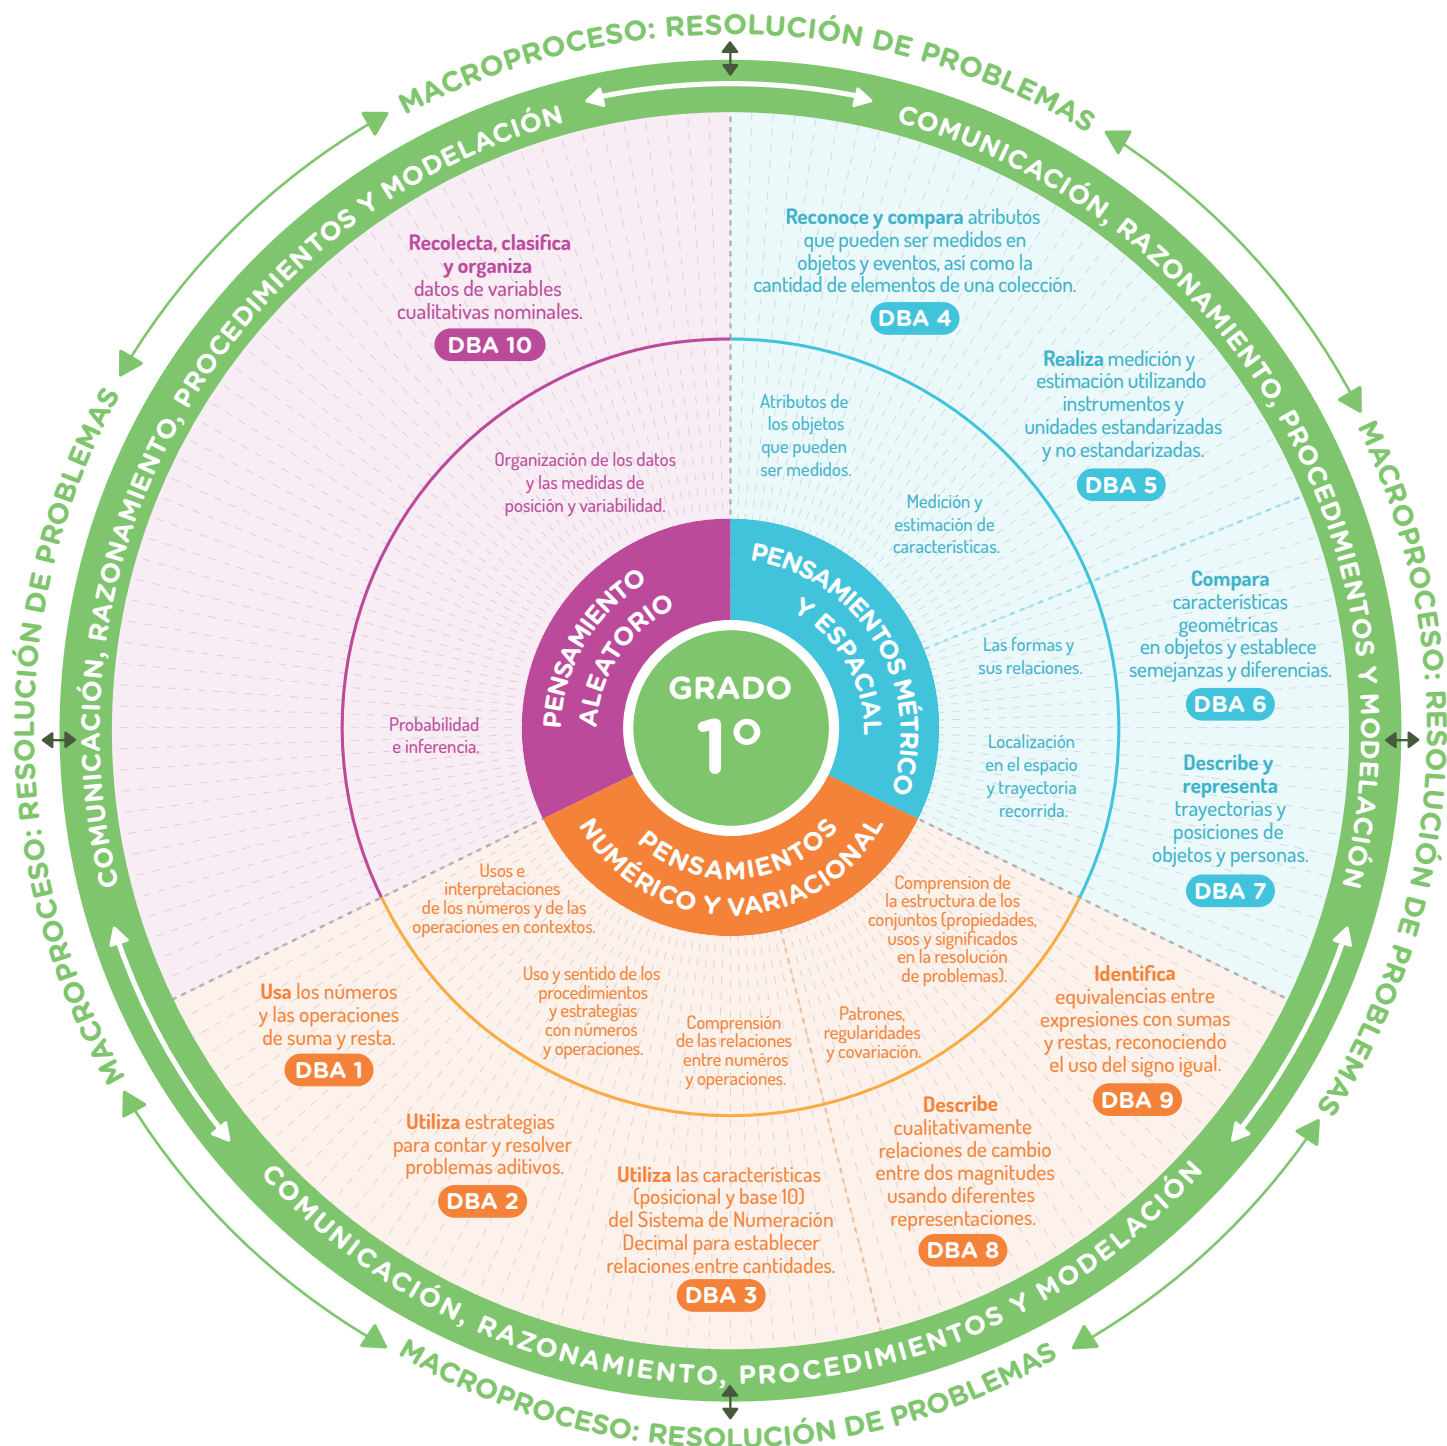 MACROPROCESO: RESOLUCIÓN DE PROBLEMAS
MACROPROCESO: RESOLUCIÓN DE PROBLEMAS
MACROPROCESO: RESOLUCIÓN DE PROBLEMAS
MACROPROCESO: RESOLUCIÓN DE PROBLEMAS
COMUNICACIÓN, RAZONAMIENTO, PROCEDIMIENTOS Y MODELACIÓN
COMUNICACIÓN, RAZONAMIENTO, PROCEDIMIENTOS Y MODELACIÓN
COMUNICACIÓN, RAZONAMIENTO, PROCEDIMIENTOS Y MODELACIÓN
Recolecta, clasifica
y organiza
datos de variables
cualitativas nominales.
DBA 10
Organización de los datos
y las medidas de
posición y variabilidad.
Probabilidad
e inferencia.
PENSAMIENTO
ALEATORIO
Reconoce y compara atributos
que pueden ser medidos en
objetos y eventos, así como la
cantidad de elementos de una colección.
DBA 4
Realiza medición y
estimación utilizando
instrumentos y
unidades estandarizadas
y no estandarizadas.
DBA 5
Atributos de
los objetos
que pueden
ser medidos.
Medición y
estimación de
características.
PENSAMIENTOS MÉTRICO
Y ESPACIAL
Compara
características
geométricas
en objetos y establece
semejanzas y diferencias.
DBA 6
Las formas y
sus relaciones.
Localización
en el espacio
y trayectoria
recorrida.
Describe y
representa
trayectorias y
posiciones de
objetos y personas.
DBA 7
GRADO
1º
PENSAMIENTOS
NUMÉRICO Y VARIACIONAL
Usos e
interpretaciones
de los números y de las
operaciones en contextos.
Uso y sentido de los
procedimientos
y estrategias
con números
y operaciones.
Comprensión
de las relaciones
entre numéros
y operaciones.
Patrones,
regularidades
y covariación.
Comprension de
la estructura de los
conjuntos (propiedades,
usos y significados
en la resolución
de problemas).
Usa los números
y las operaciones
de suma y resta.
DBA 1
Utiliza estrategias
para contar y resolver
problemas aditivos.
DBA 2
Utiliza las características
(posicional y base 10)
del Sistema de Numeración
Decimal para establecer
relaciones entre cantidades.
DBA 3
Describe
cualitativamente
relaciones de cambio
entre dos magnitudes
usando diferentes
representaciones.
DBA 8
Identifica
equivalencias entre
expresiones con sumas
y restas, reconociendo
el uso del signo igual.
DBA 9